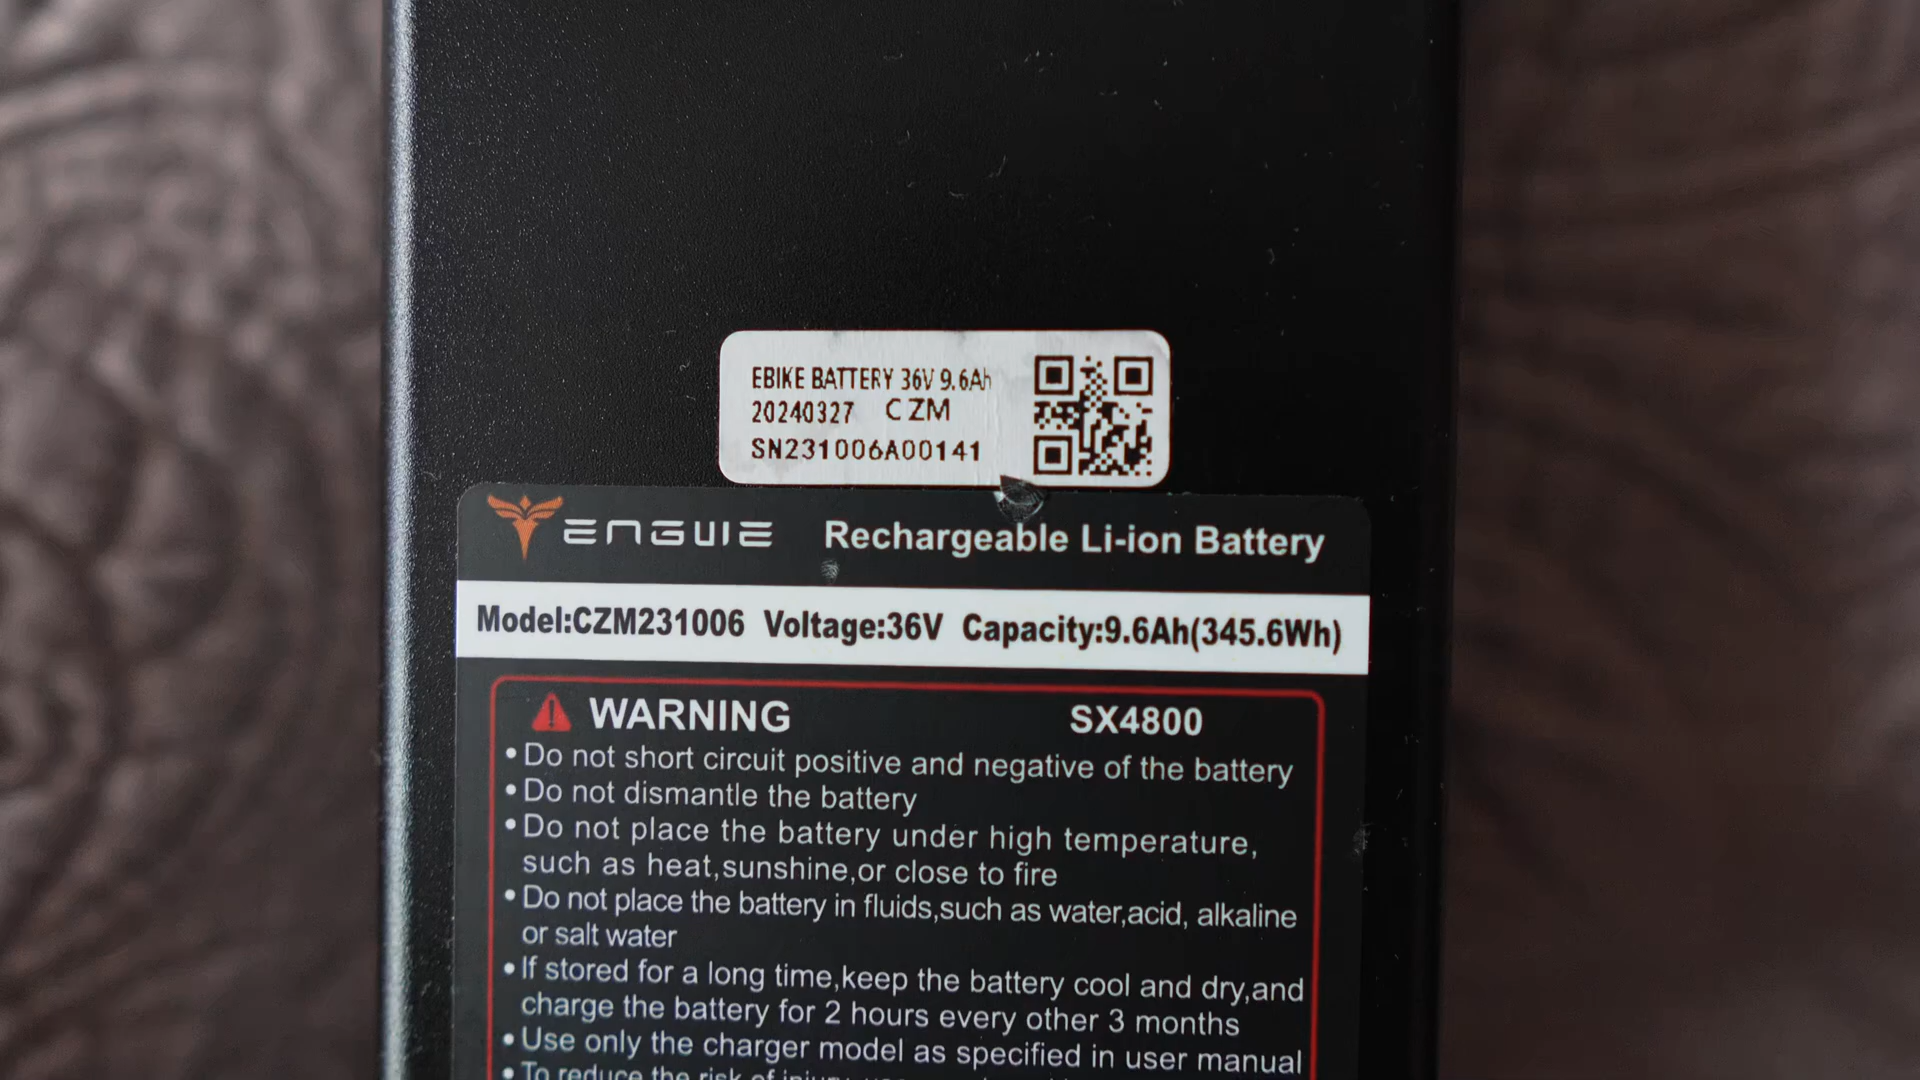 EBIKE BATTERY 36V 9.6Ah
20240327 CZM
SN231006A00141
ENGWE Rechargeable Li-ion Battery
Model:CZM231006 Voltage:36V Capacity:9.6Ah(345.6Wh)
WARNING SX4800
•Do not short circuit positive and negative of the battery
•Do not dismantle the battery
•Do not place the battery under high temperature,
such as heat,sunshine,or close to fire
•Do not place the battery in fluids,such as water,acid, alkaline
or salt water
•If stored for a long time,keep the battery cool and dry,and
charge the battery for 2 hours every other 3 months
•Use only the charger model as specified in user manual
•To reduce the risk of